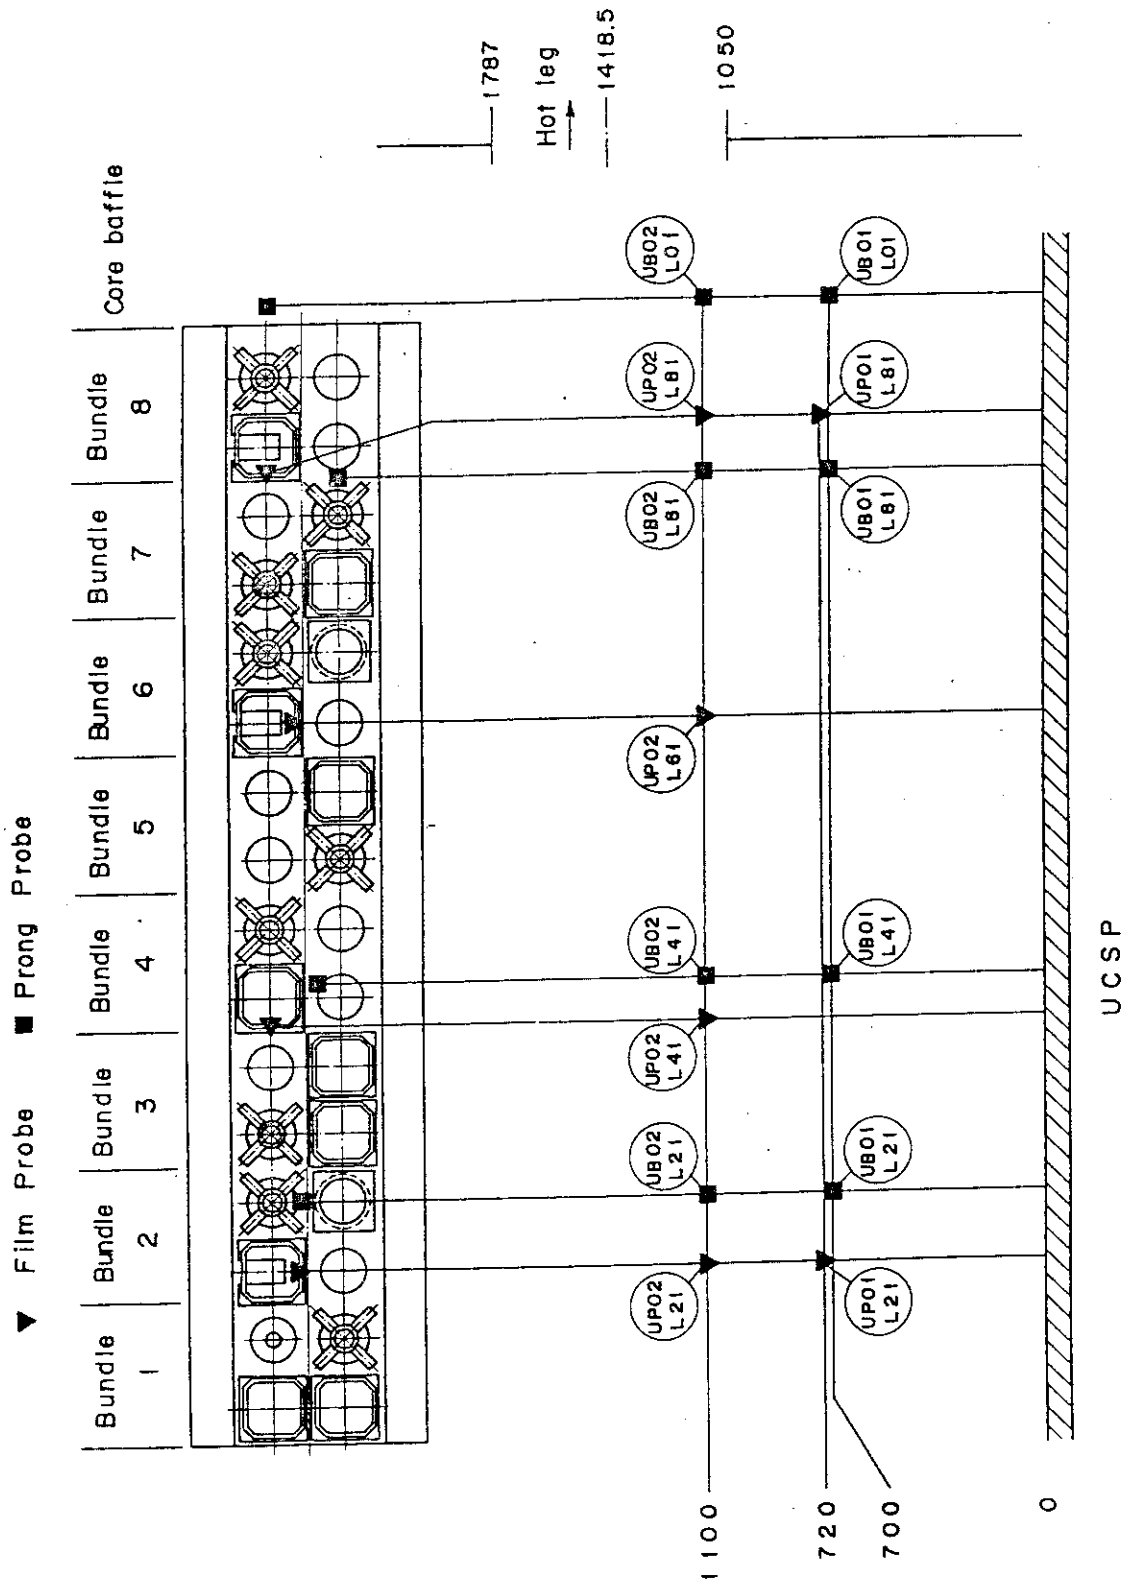 ▼ Film Probe ■ Prong Probe
Bundle 1
Bundle 2
Bundle 3
Bundle 4
Bundle 5
Bundle 6
Bundle 7
Bundle 8
Core baffle
1787
Hot leg
1418.5
1050
UP02 L21
UB02 L21
UP02 L41
UB02 L41
UP02 L61
UB02 L81
UP02 L81
UB02 L01
UP01 L21
UB01 L21
UB01 L41
UB01 L81
UP01 L81
UB01 L01
1100
720
700
0
UCSP